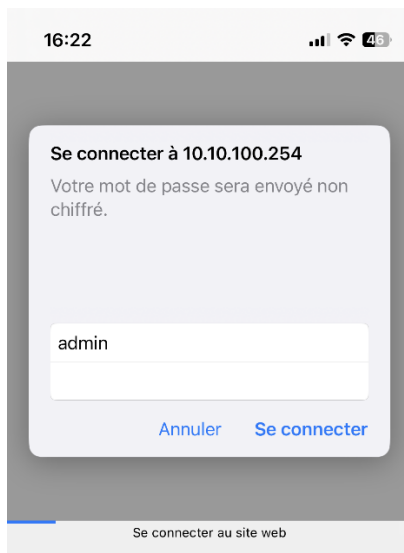 16:22
46
Se connecter à 10.10.100.254
Votre mot de passe sera envoyé non
chiffré.
admin
Annuler Se connecter
Se connecter au site web